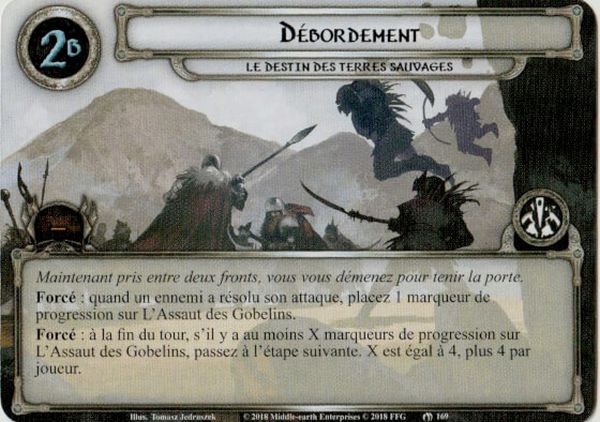 2B
DÉBORDEMENT
LE DESTIN DES TERRES SAUVAGES
Maintenant pris entre deux fronts, vous vous démenez pour tenir la porte.
Forcé : quand un ennemi a résolu son attaque, placez 1 marqueur de
progression sur L'Assaut des Gobelins.
Forcé : à la fin du tour, s'il y a au moins X marqueurs de progression sur
L'Assaut des Gobelins, passez à l'étape suivante. X est égal à 4, plus 4 par
joueur.
Illus. Tomasz Jedruszek © 2018 Middle-earth Enterprises © 2018 FFG 169